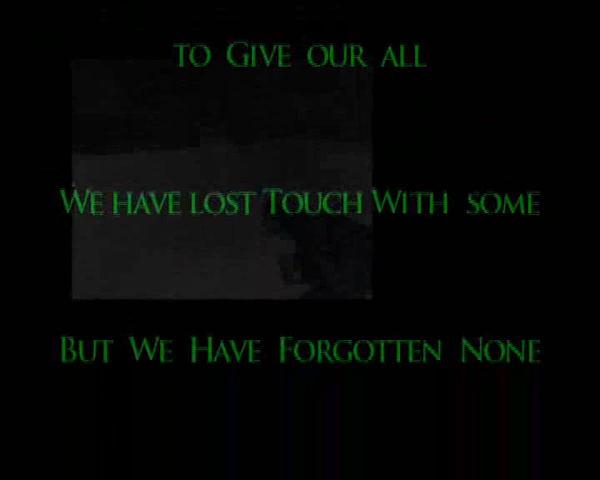 TO GIVE OUR ALL
WE HAVE LOST TOUCH WITH SOME
BUT WE HAVE FORGOTTEN NONE